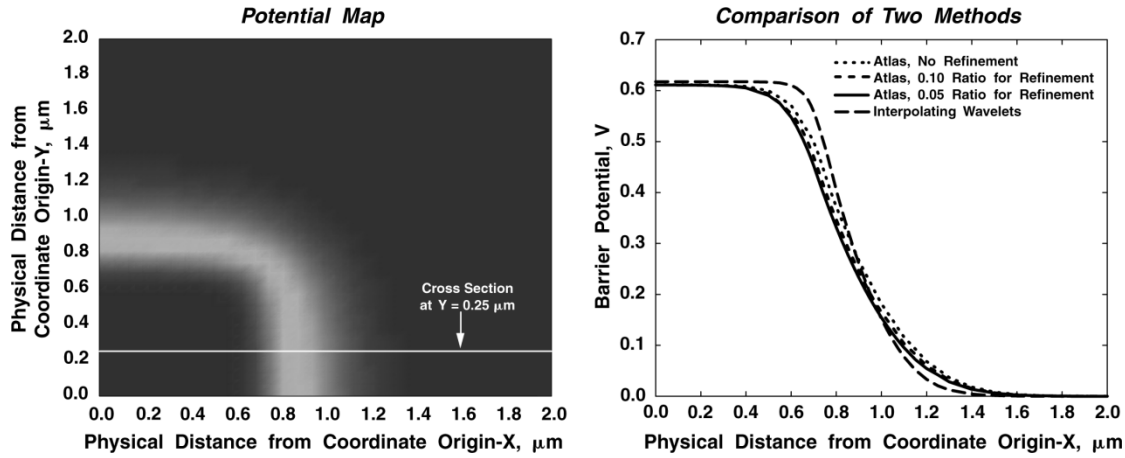 Potential Map
Physical Distance from
Coordinate Origin-Y, μm
2.0
1.8
1.6
1.4
1.2
1.0
0.8
0.6
0.4
0.2
0.0
Cross Section
at Y = 0.25 μm
0.0 0.2 0.4 0.6 0.8 1.0 1.2 1.4 1.6 1.8 2.0
Physical Distance from Coordinate Origin-X, μm
Comparison of Two Methods
Barrier Potential, V
0.7
0.6
0.5
0.4
0.3
0.2
0.1
0.0
Atlas, No Refinement
Atlas, 0.10 Ratio for Refinement
Atlas, 0.05 Ratio for Refinement
Interpolating Wavelets
0.0 0.2 0.4 0.6 0.8 1.0 1.2 1.4 1.6 1.8 2.0
Physical Distance from Coordinate Origin-X, μm